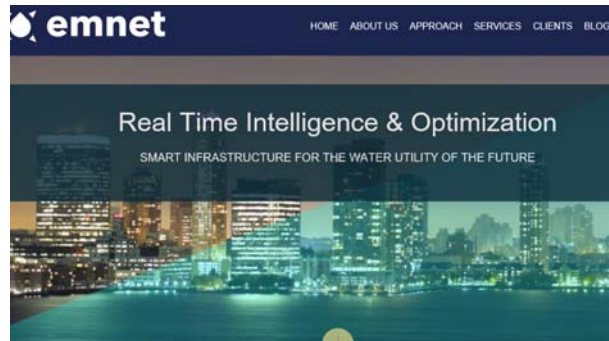 emnet
HOME ABOUT US APPROACH SERVICES CLIENTS BLOG
Real Time Intelligence & Optimization
SMART INFRASTRUCTURE FOR THE WATER UTILITY OF THE FUTURE